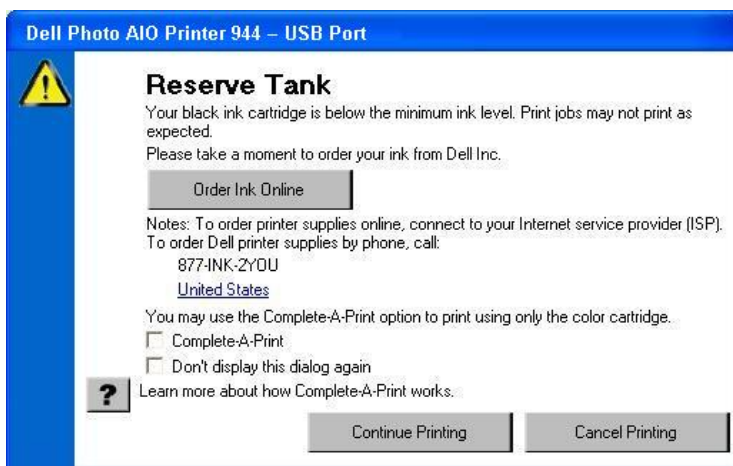 Dell Photo AIO Printer 944 – USB Port
Reserve Tank
Your black ink cartridge is below the minimum ink level. Print jobs may not print as
expected.
Please take a moment to order your ink from Dell Inc.
Order Ink Online
Notes: To order printer supplies online, connect to your Internet service provider (ISP).
To order Dell printer supplies by phone, call:
877-INK-2YOU
United States
You may use the Complete-A-Print option to print using only the color cartridge.
Complete-A-Print
Don't display this dialog again
? Learn more about how Complete-A-Print works.
Continue Printing Cancel Printing